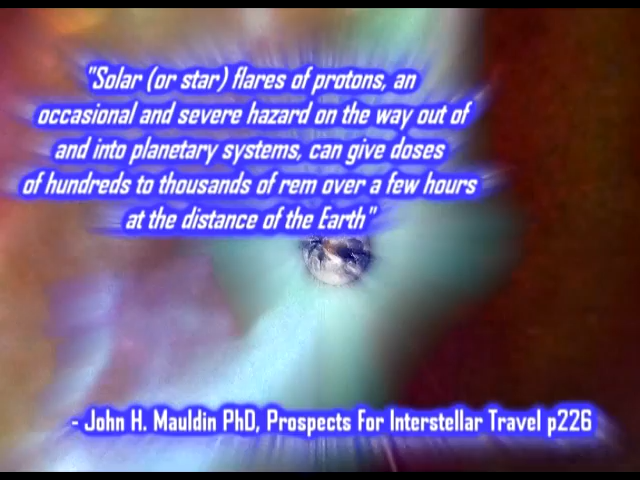 "Solar (or star) flares of protons, an
occasional and severe hazard on the way out of
and into planetary systems, can give doses
of hundreds to thousands of rem over a few hours
at the distance of the Earth"
- John H. Mauldin PhD, Prospects For Interstellar Travel p226